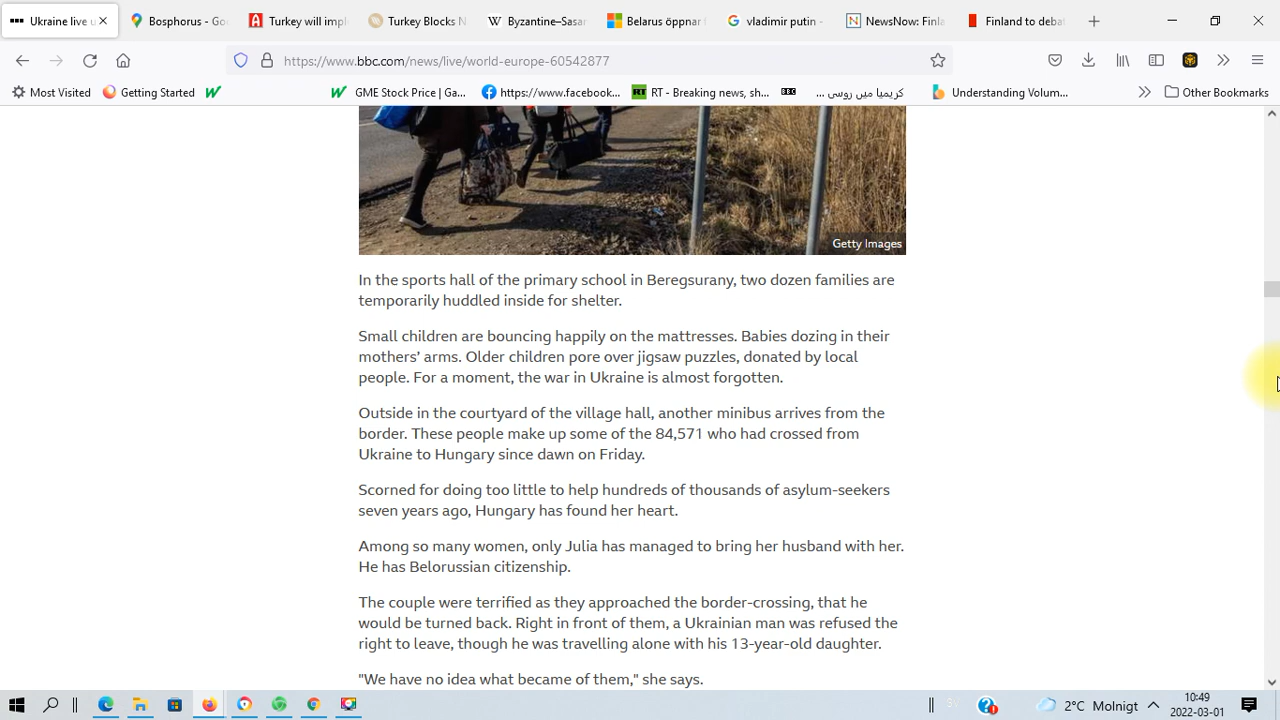 Ukraine live u
Bosphorus - Goo
Turkey will impl
Turkey Blocks N
Byzantine–Sasan
Belarus öppnar f
vladimir putin -
NewsNow: Finla
Finland to debat
https://www.bbc.com/news/live/world-europe-60542877
Most Visited
Getting Started
GME Stock Price | Ga...
https://www.facebook...
RT - Breaking news, sh...
کریمیا میں روسی ...
Understanding Volum...
Other Bookmarks
Getty Images
In the sports hall of the primary school in Beregsurany, two dozen families are
temporarily huddled inside for shelter.
Small children are bouncing happily on the mattresses. Babies dozing in their
mothers' arms. Older children pore over jigsaw puzzles, donated by local
people. For a moment, the war in Ukraine is almost forgotten.
Outside in the courtyard of the village hall, another minibus arrives from the
border. These people make up some of the 84,571 who had crossed from
Ukraine to Hungary since dawn on Friday.
Scorned for doing too little to help hundreds of thousands of asylum-seekers
seven years ago, Hungary has found her heart.
Among so many women, only Julia has managed to bring her husband with her.
He has Belorussian citizenship.
The couple were terrified as they approached the border-crossing, that he
would be turned back. Right in front of them, a Ukrainian man was refused the
right to leave, though he was travelling alone with his 13-year-old daughter.
"We have no idea what became of them," she says.
2°C Molnigt
10:49
2022-03-01